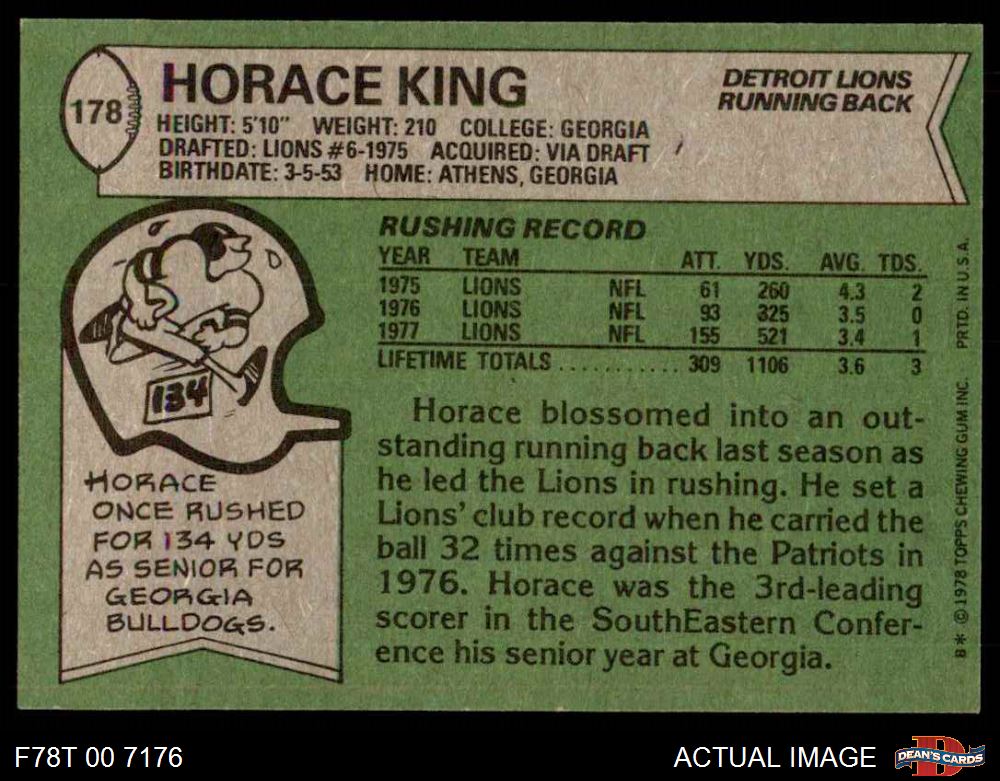 178
HORACE KING
DETROIT LIONS
RUNNING BACK
HEIGHT: 5'10" WEIGHT: 210 COLLEGE: GEORGIA
DRAFTED: LIONS #6-1975 ACQUIRED: VIA DRAFT
BIRTHDATE: 3-5-53 HOME: ATHENS, GEORGIA
134
HORACE
ONCE RUSHED
FOR 134 YDS
AS SENIOR FOR
GEORGIA
BULLDOGS.
RUSHING RECORD
YEAR TEAM ATT. YDS. AVG. TDS.
1975 LIONS NFL 61 260 4.3 2
1976 LIONS NFL 93 325 3.5 0
1977 LIONS NFL 155 521 3.4 1
LIFETIME TOTALS .......... 309 1106 3.6 3
Horace blossomed into an out-
standing running back last season as
he led the Lions in rushing. He set a
Lions' club record when he carried the
ball 32 times against the Patriots in
1976. Horace was the 3rd-leading
scorer in the SouthEastern Confer-
ence his senior year at Georgia.
B* © 1978 TOPPS CHEWING GUM INC. PRTD. IN U.S.A.
F78T 00 7176
ACTUAL IMAGE
D
DEAN'S CARDS